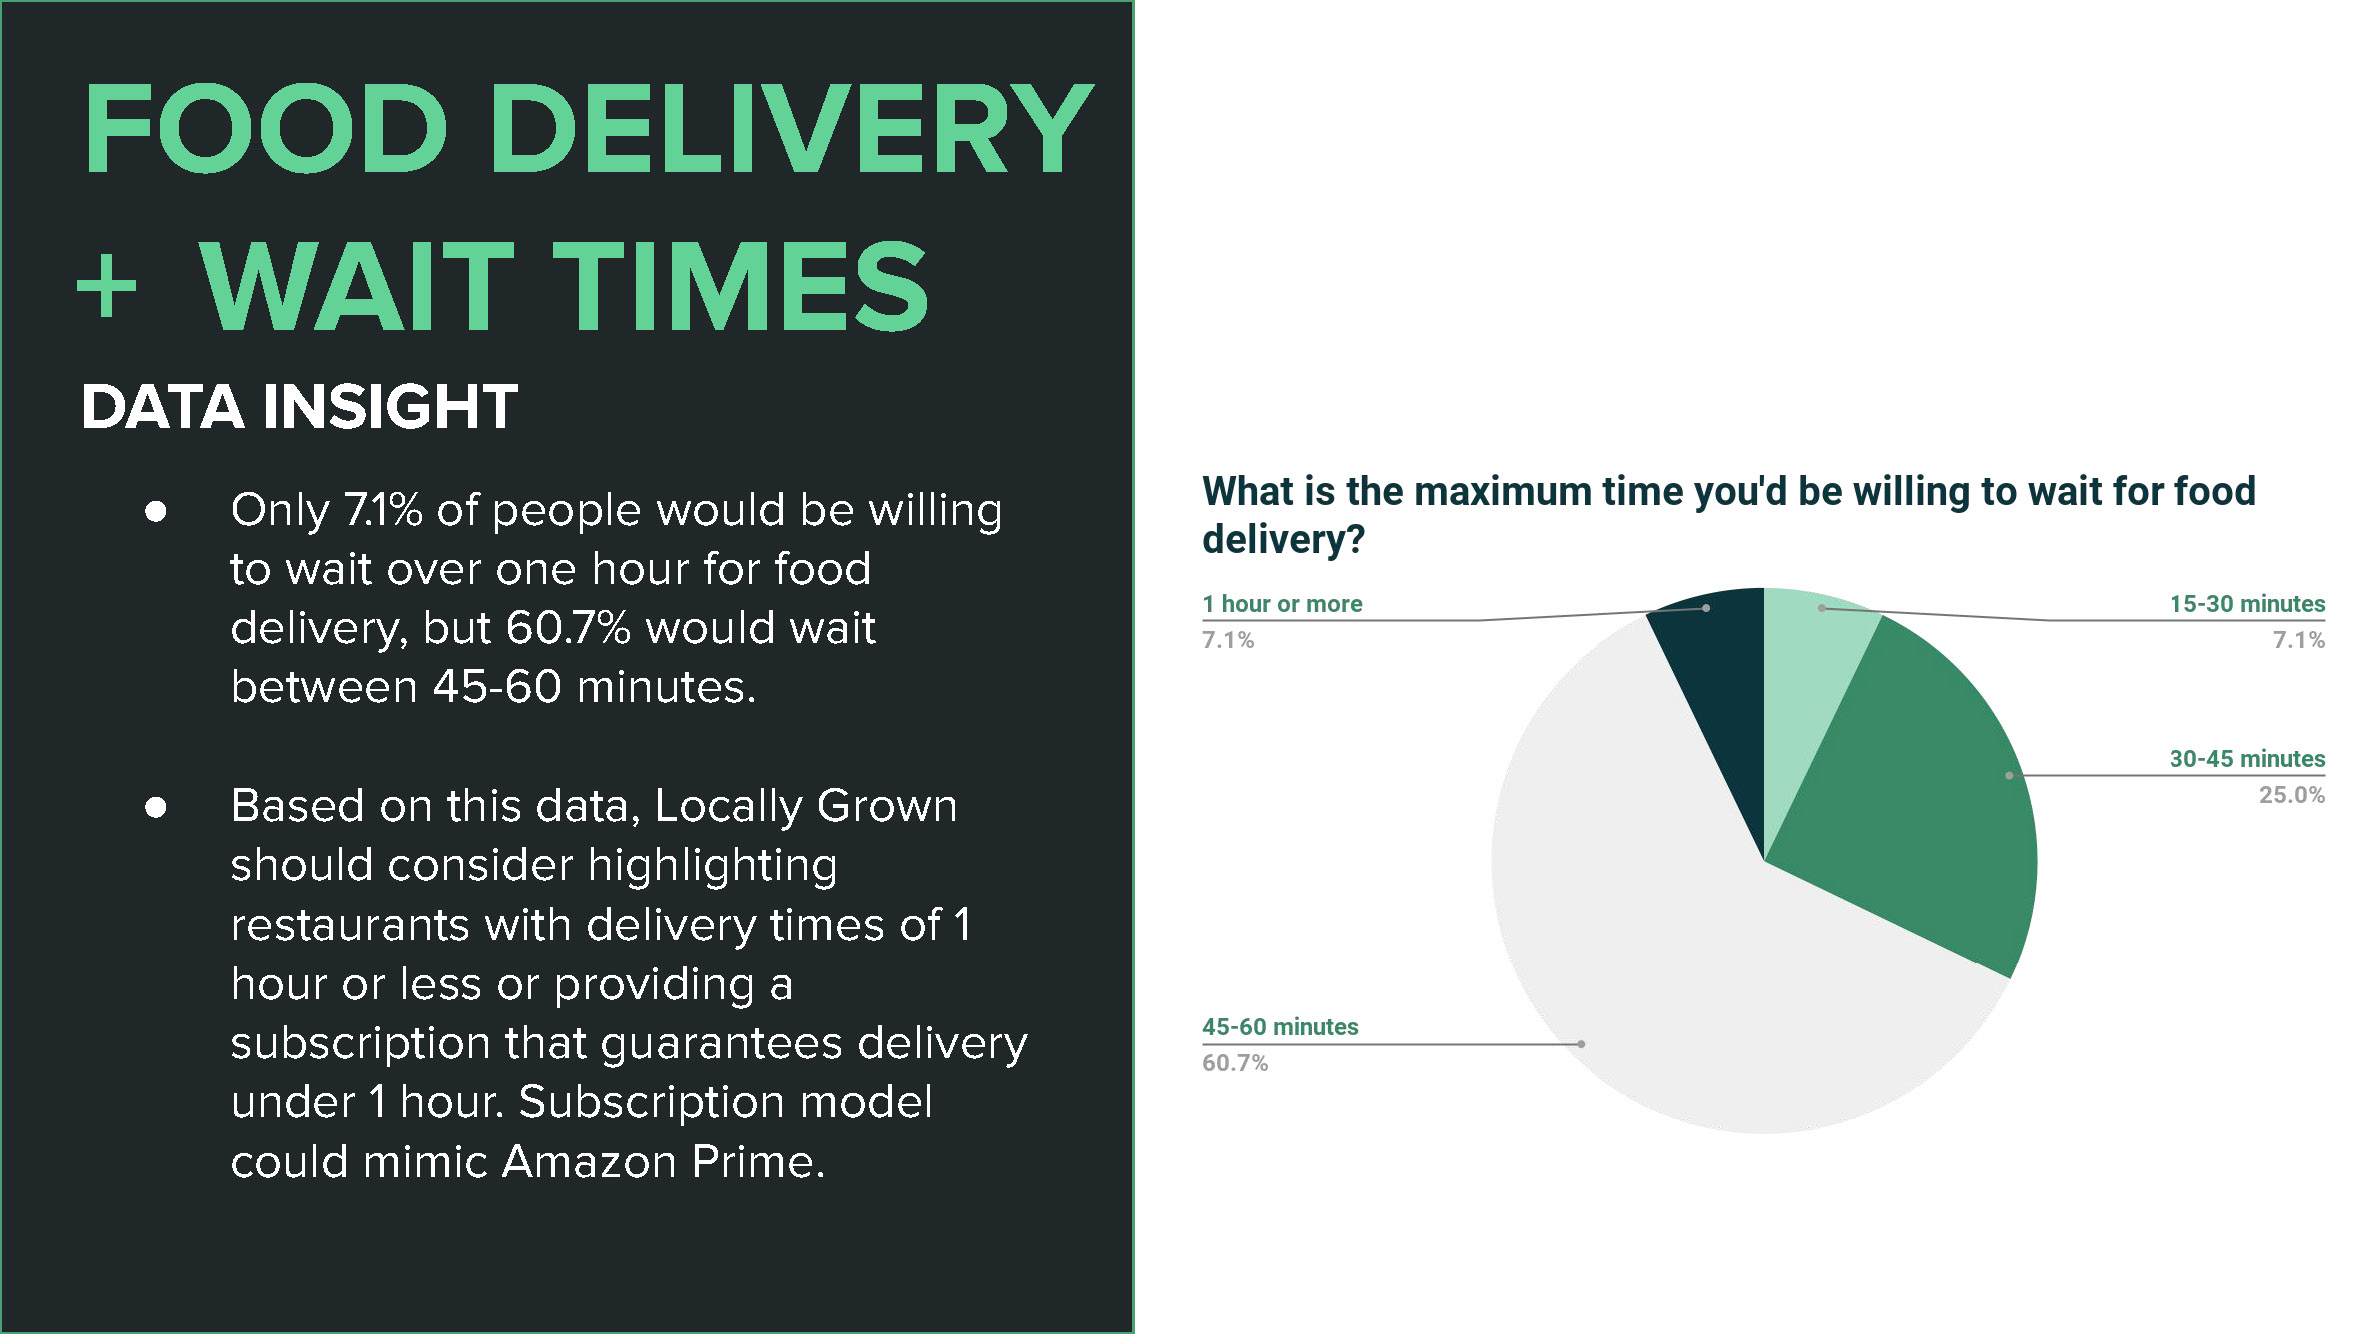 FOOD DELIVERY
+ WAIT TIMES
DATA INSIGHT
● Only 7.1% of people would be willing
to wait over one hour for food
delivery, but 60.7% would wait
between 45-60 minutes.
● Based on this data, Locally Grown
should consider highlighting
restaurants with delivery times of 1
hour or less or providing a
subscription that guarantees delivery
under 1 hour. Subscription model
could mimic Amazon Prime.
What is the maximum time you'd be willing to wait for food
delivery?
1 hour or more
7.1%
15-30 minutes
7.1%
30-45 minutes
25.0%
45-60 minutes
60.7%